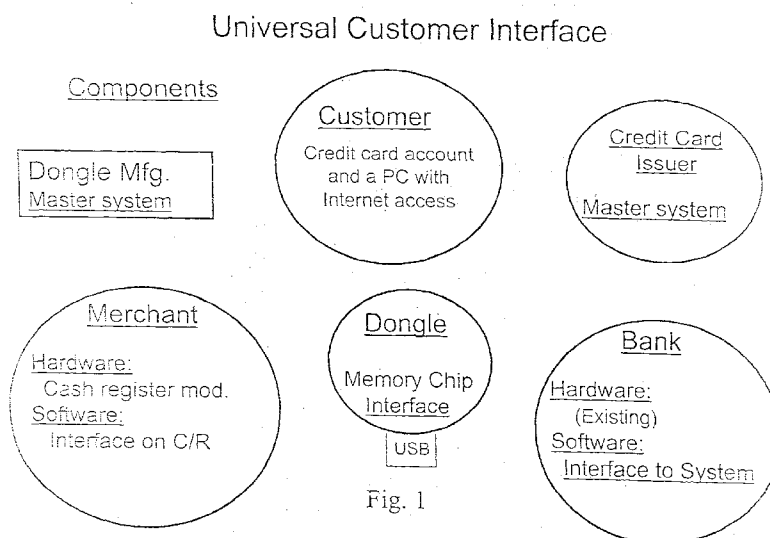 Universal Customer Interface
Components
Dongle Mfg.
Master system
Customer
Credit card account
and a PC with
Internet access
Credit Card
Issuer
Master system
Merchant
Hardware:
Cash register mod.
Software:
Interface on C/R
Dongle
Memory Chip
Interface
USB
Bank
Hardware:
(Existing)
Software:
Interface to System
Fig. 1